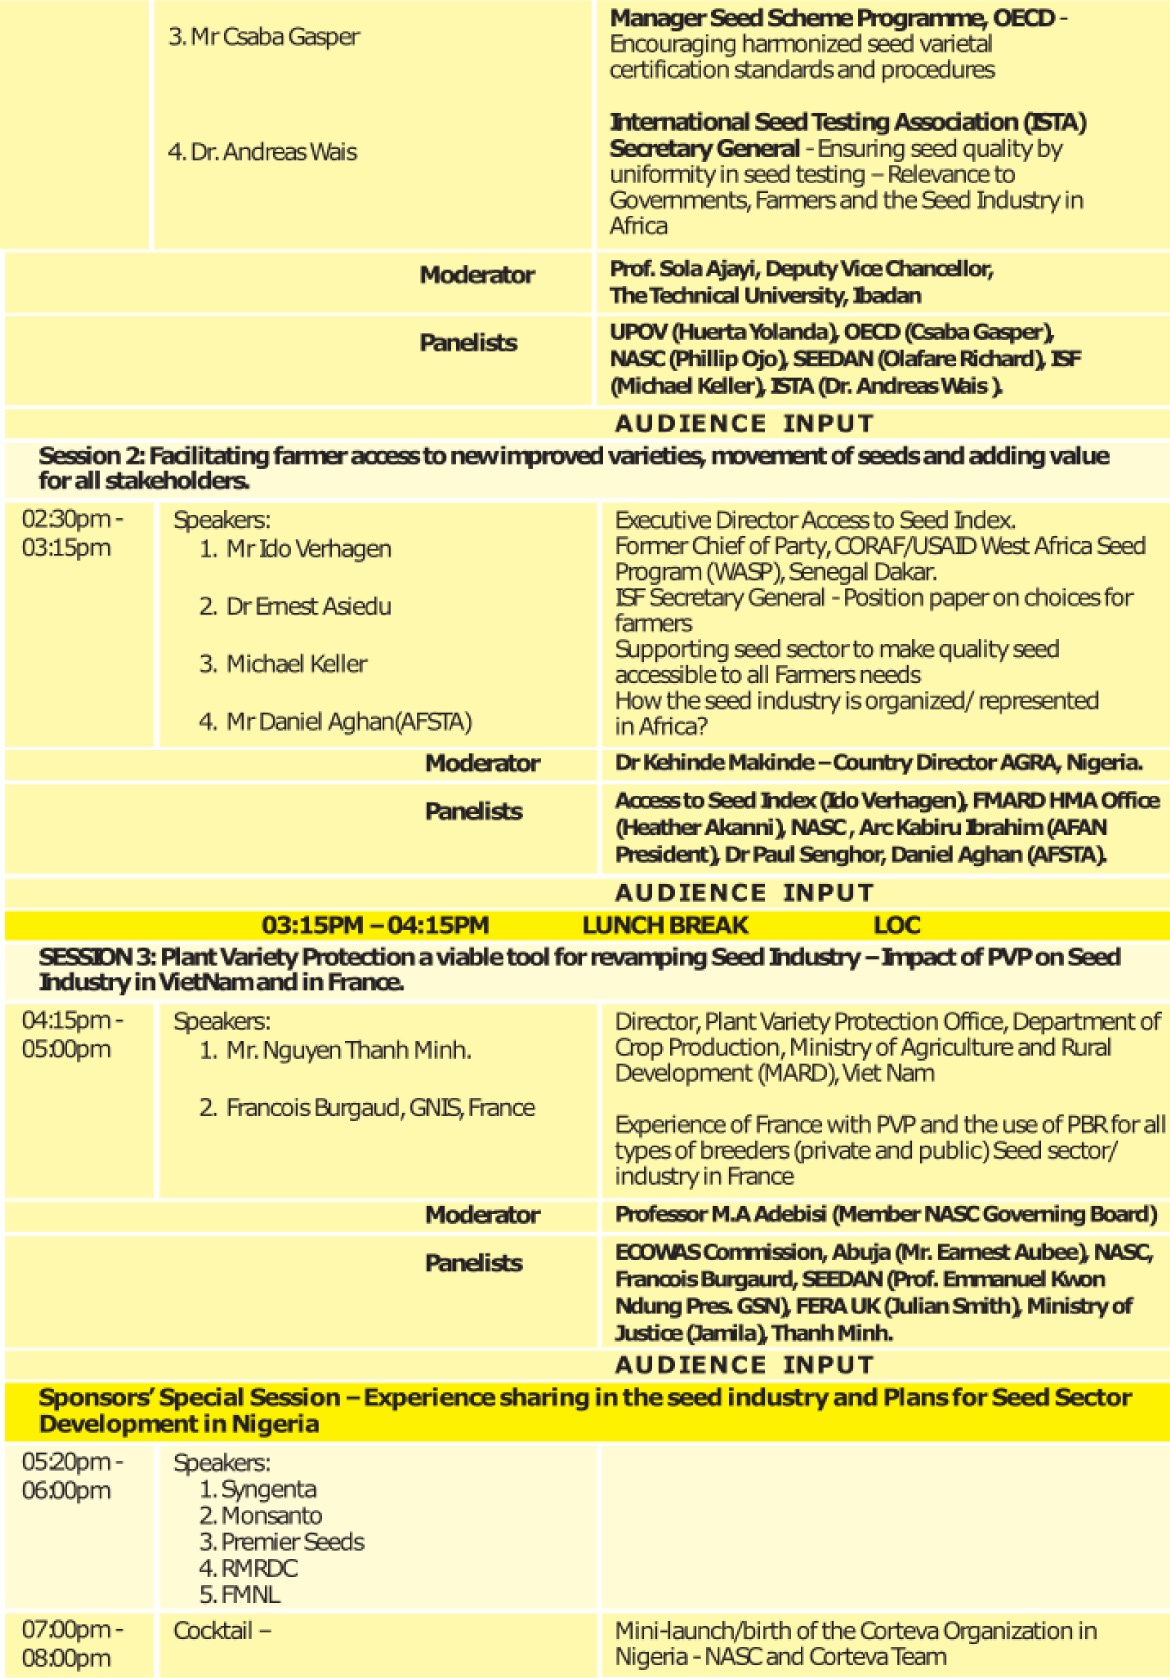 3. Mr Csaba Gasper
Manager Seed Scheme Programme, OECD -
Encouraging harmonized seed varietal
certification standards and procedures
4. Dr. Andreas Wais
International Seed Testing Association (ISTA)
Secretary General - Ensuring seed quality by
uniformity in seed testing – Relevance to
Governments, Farmers and the Seed Industry in
Africa
Moderator
Prof. Sola Ajayi, Deputy Vice Chancellor,
The Technical University, Ibadan
Panelists
UPOV (Huerta Yolanda), OECD (Csaba Gasper),
NASC (Phillip Ojo), SEEDAN (Olafare Richard), ISF
(Michael Keller), ISTA (Dr. Andreas Wais ).
AUDIENCE INPUT
Session 2: Facilitating farmer access to new improved varieties, movement of seeds and adding value
for all stakeholders.
02:30pm -
03:15pm
Speakers:
1. Mr Ido Verhagen
2. Dr Ernest Asiedu
3. Michael Keller
4. Mr Daniel Aghan(AFSTA)
Executive Director Access to Seed Index.
Former Chief of Party, CORAF/USAID West Africa Seed
Program (WASP), Senegal Dakar.
ISF Secretary General - Position paper on choices for
farmers
Supporting seed sector to make quality seed
accessible to all Farmers needs
How the seed industry is organized/ represented
in Africa?
Moderator
Dr Kehinde Makinde – Country Director AGRA, Nigeria.
Panelists
Access to Seed Index (Ido Verhagen), FMARD HMA Office
(Heather Akanni), NASC , Arc Kabiru Ibrahim (AFAN
President), Dr Paul Senghor, Daniel Aghan (AFSTA).
AUDIENCE INPUT
03:15PM – 04:15PM LUNCH BREAK LOC
SESSION 3: Plant Variety Protection a viable tool for revamping Seed Industry – Impact of PVP on Seed
Industry in VietNam and in France.
04:15pm -
05:00pm
Speakers:
1. Mr. Nguyen Thanh Minh.
2. Francois Burgaud, GNIS, France
Director, Plant Variety Protection Office, Department of
Crop Production, Ministry of Agriculture and Rural
Development (MARD), Viet Nam
Experience of France with PVP and the use of PBR for all
types of breeders (private and public) Seed sector/
industry in France
Moderator
Professor M.A Adebisi (Member NASC Governing Board)
Panelists
ECOWAS Commission, Abuja (Mr. Earnest Aubee), NASC,
Francois Burgaurd, SEEDAN (Prof. Emmanuel Kwon
Ndung Pres. GSN), FERA UK (Julian Smith), Ministry of
Justice (Jamila), Thanh Minh.
AUDIENCE INPUT
Sponsors’ Special Session – Experience sharing in the seed industry and Plans for Seed Sector
Development in Nigeria
05:20pm -
06:00pm
Speakers:
1. Syngenta
2. Monsanto
3. Premier Seeds
4. RMRDC
5. FMNL
07:00pm -
08:00pm
Cocktail –
Mini-launch/birth of the Corteva Organization in
Nigeria - NASC and Corteva Team